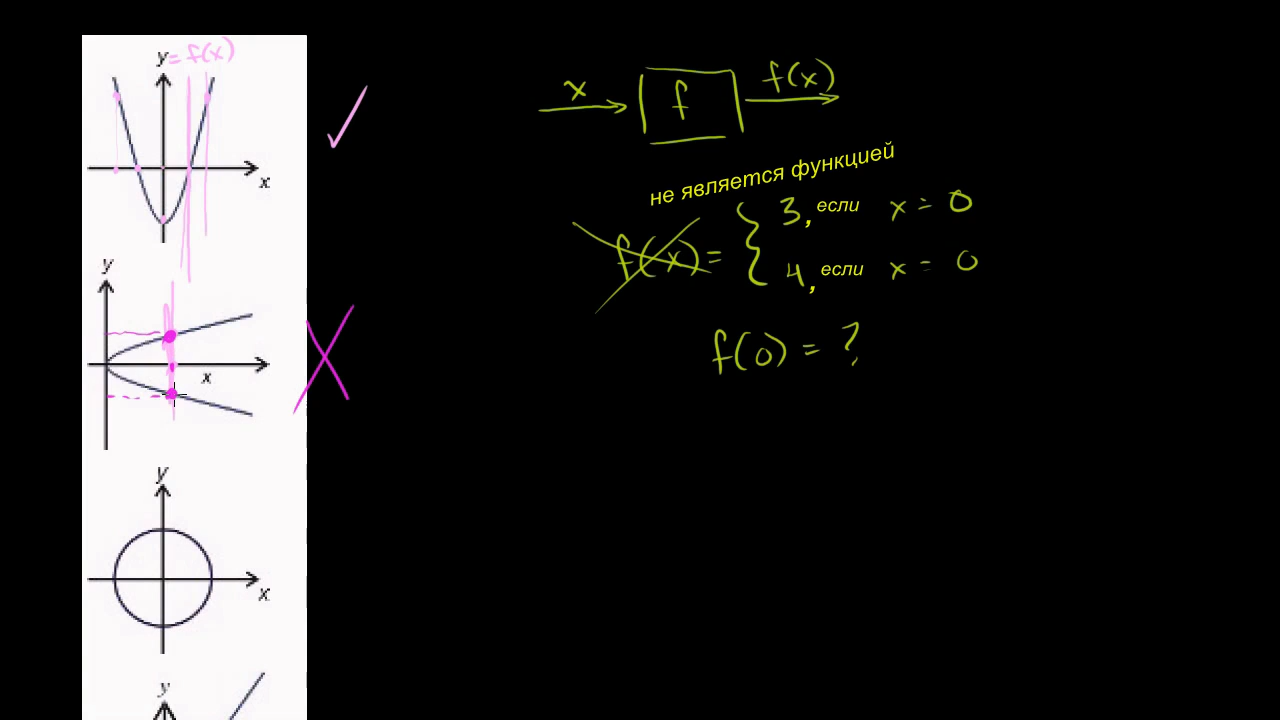 y = f(x)
x
y
x
y
x
y
x f f(x)
не является функцией
f(x) = { 3, если x = 0
4, если x = 0
f(0) = ?